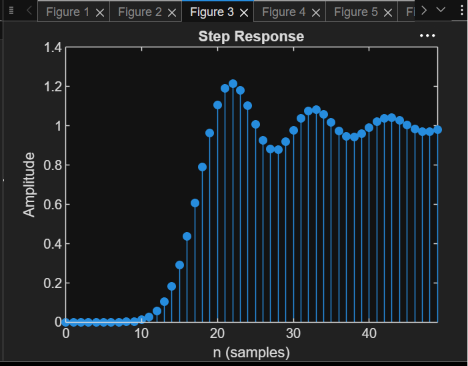 Figure 1 × Figure 2 × Figure 3 × Figure 4 × Figure 5 × F
Step Response
1.4
1.2
1
0.8
0.6
0.4
0.2
0
Amplitude
0 10 20 30 40
n (samples)